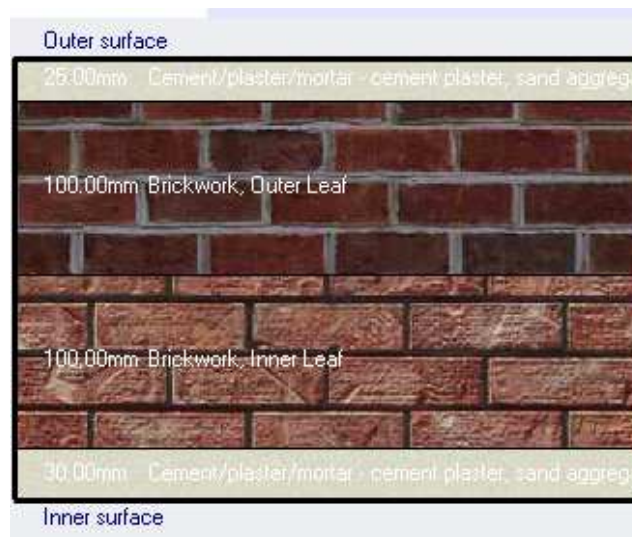 Outer surface
25.00mm Cement/plaster/mortar - cement plaster, sand aggreg
100.00mm Brickwork, Outer Leaf
100.00mm Brickwork, Inner Leaf
30.00mm Cement/plaster/mortar - cement plaster, sand aggreg
Inner surface